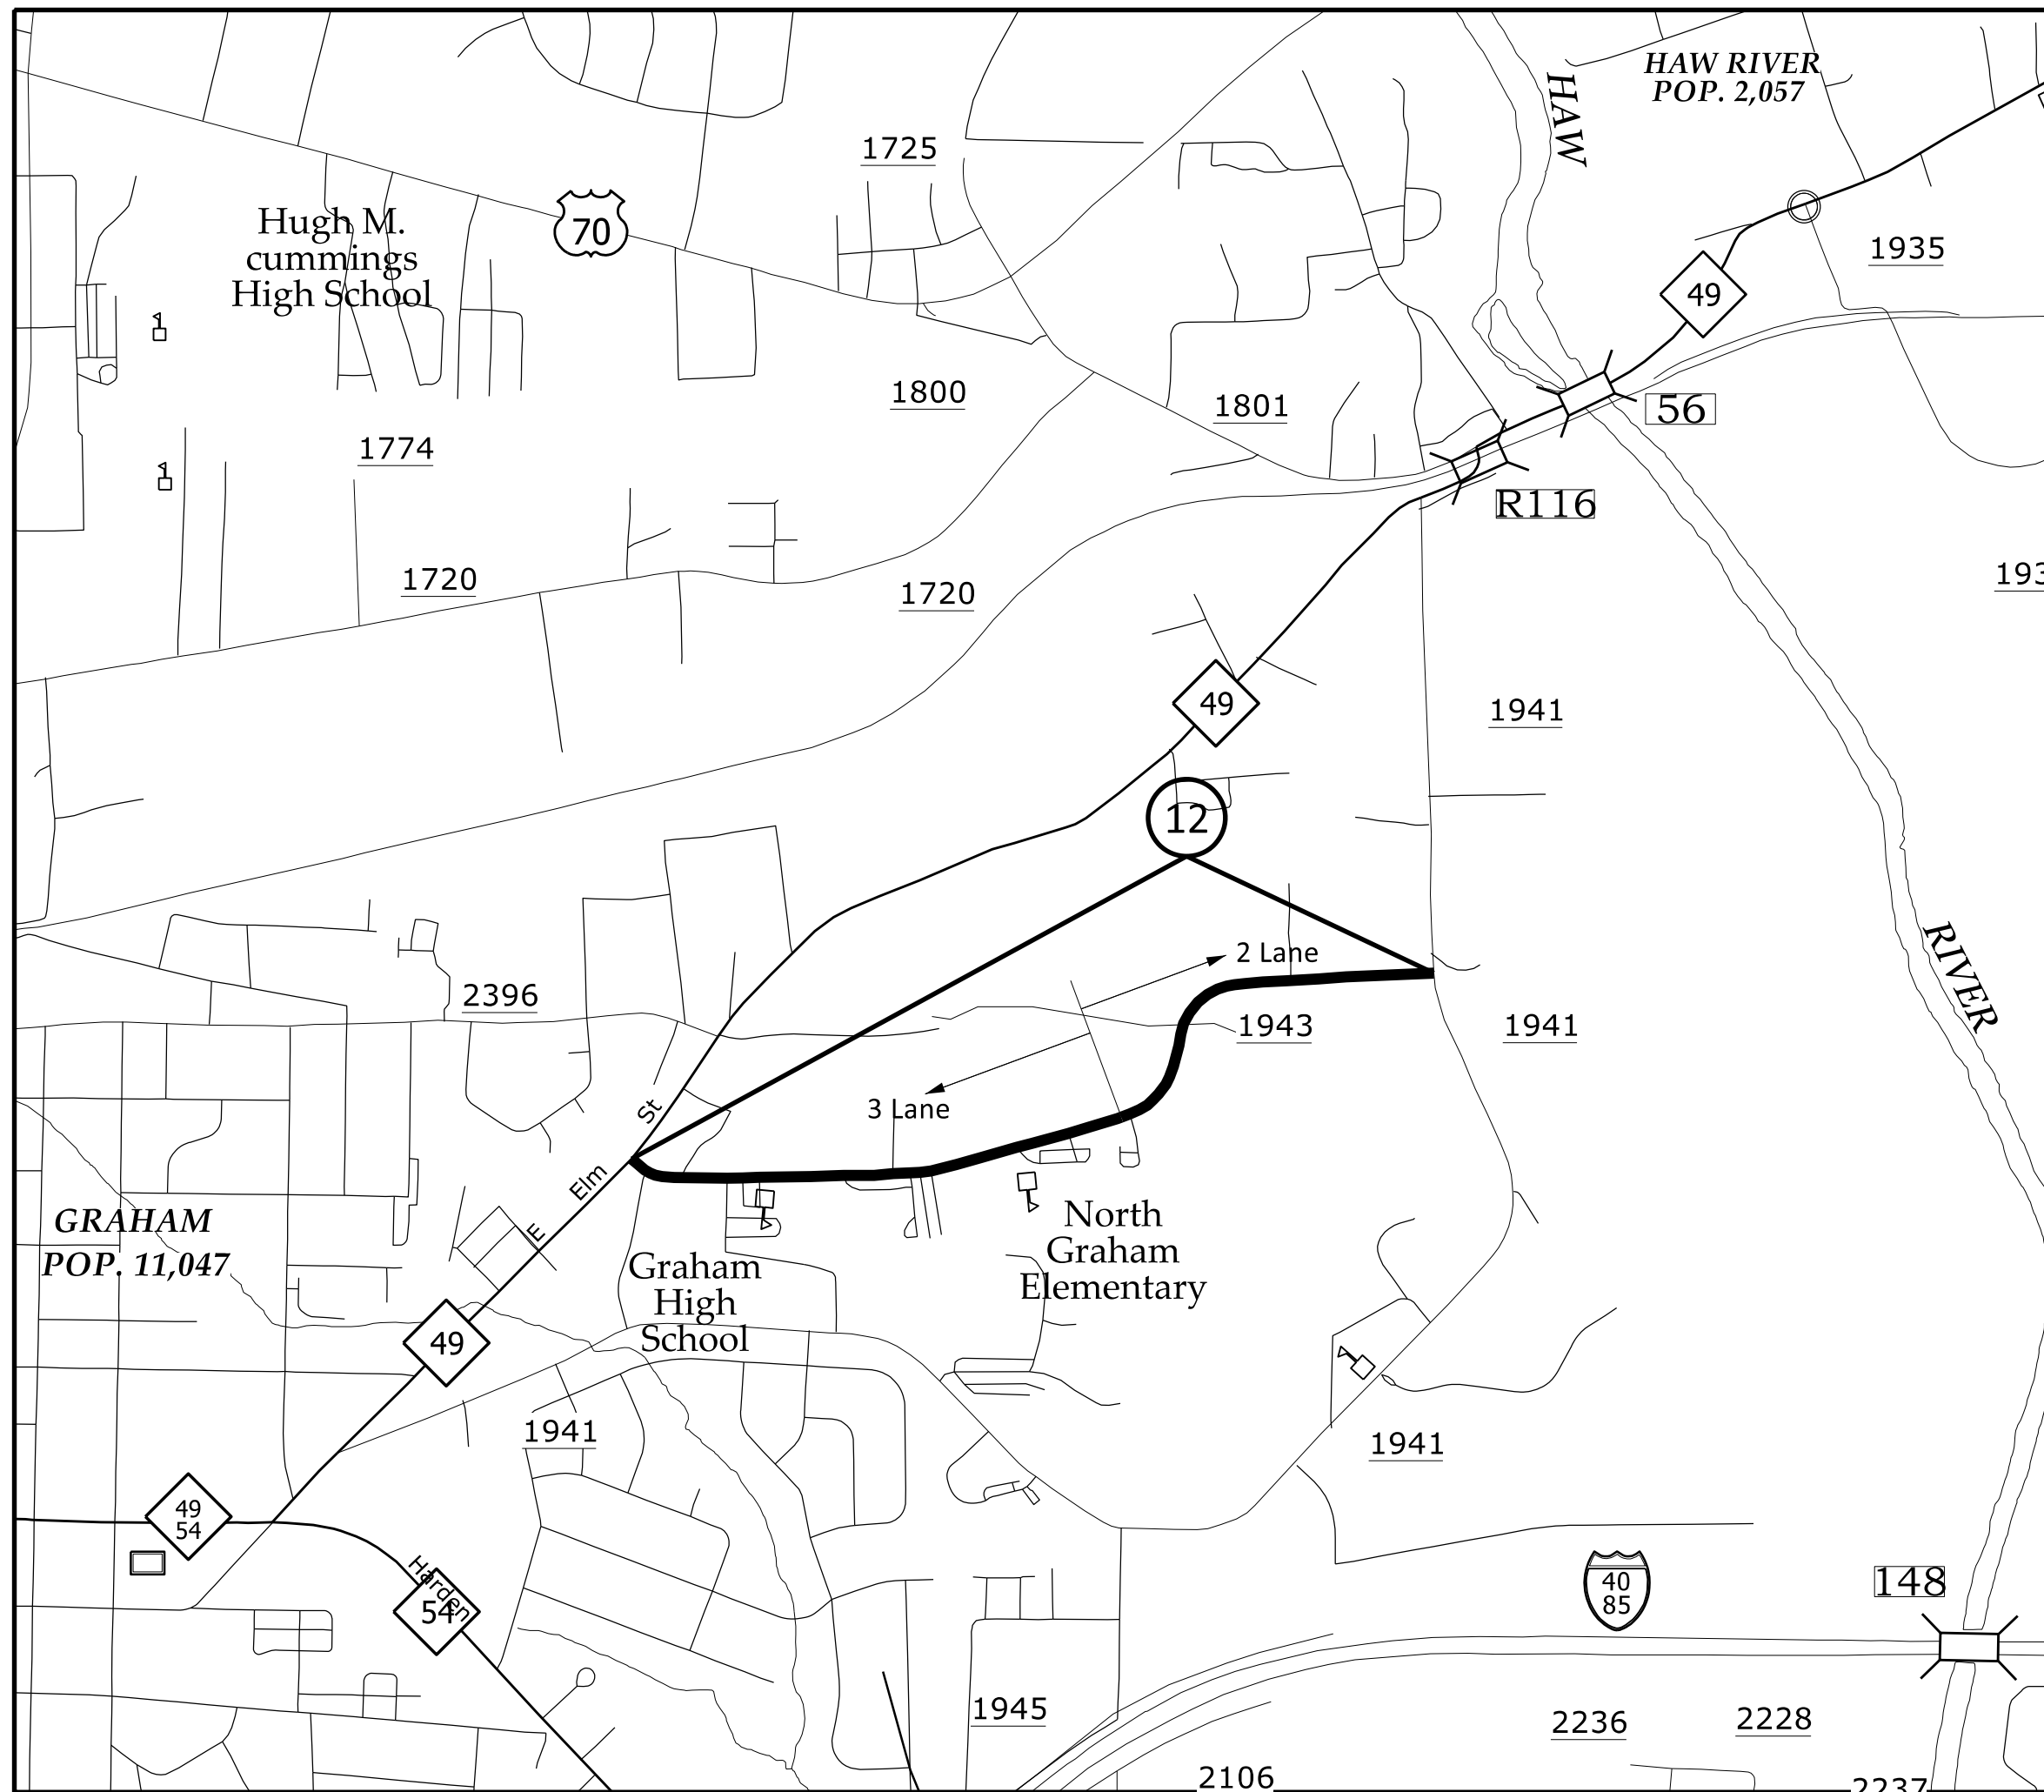 HAW RIVER
POP. 2,057
HAW
1725
Hugh M.
cummings
High School
70
1935
49
1800
1801
56
1774
R116
1720
1720
193
49
1941
12
RIVER
2 Lane
2396
1943
1941
3 Lane
E Elm St
GRAHAM
POP. 11,047
North
Graham
Elementary
Graham
High
School
49
1941
1941
49
54
Harden
54
40
85
148
1945
2236
2228
2106
2237